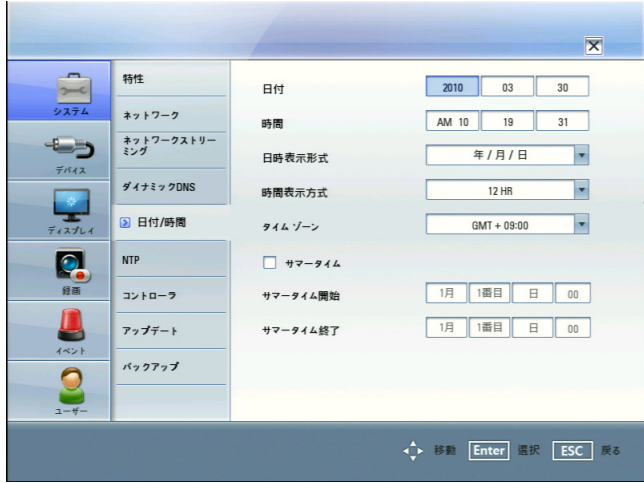 システム
デバイス
ディスプレイ
録画
イベント
ユーザー
特性
ネットワーク
ネットワークストリー
ミング
ダイナミックDNS
日付/時間
NTP
コントローラ
アップデート
バックアップ
日付 2010 03 30
時間 AM 10 19 31
日時表示形式 年 / 月 / 日
時間表示方式 12 HR
タイム ゾーン GMT + 09:00
サマータイム
サマータイム開始 1月 1番目 日 00
サマータイム終了 1月 1番目 日 00
移動 Enter 選択 ESC 戻る